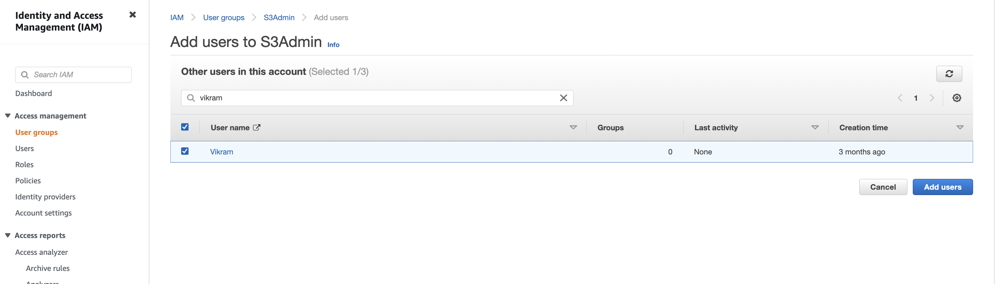 Identity and Access
Management (IAM)
Search IAM
Dashboard
Access management
User groups
Users
Roles
Policies
Identity providers
Account settings
Access reports
Access analyzer
Archive rules
Analyzers
IAM > User groups > S3Admin > Add users
Add users to S3Admin Info
Other users in this account (Selected 1/3)
vikram
1
User name Groups Last activity Creation time
Vikram 0 None 3 months ago
Cancel Add users